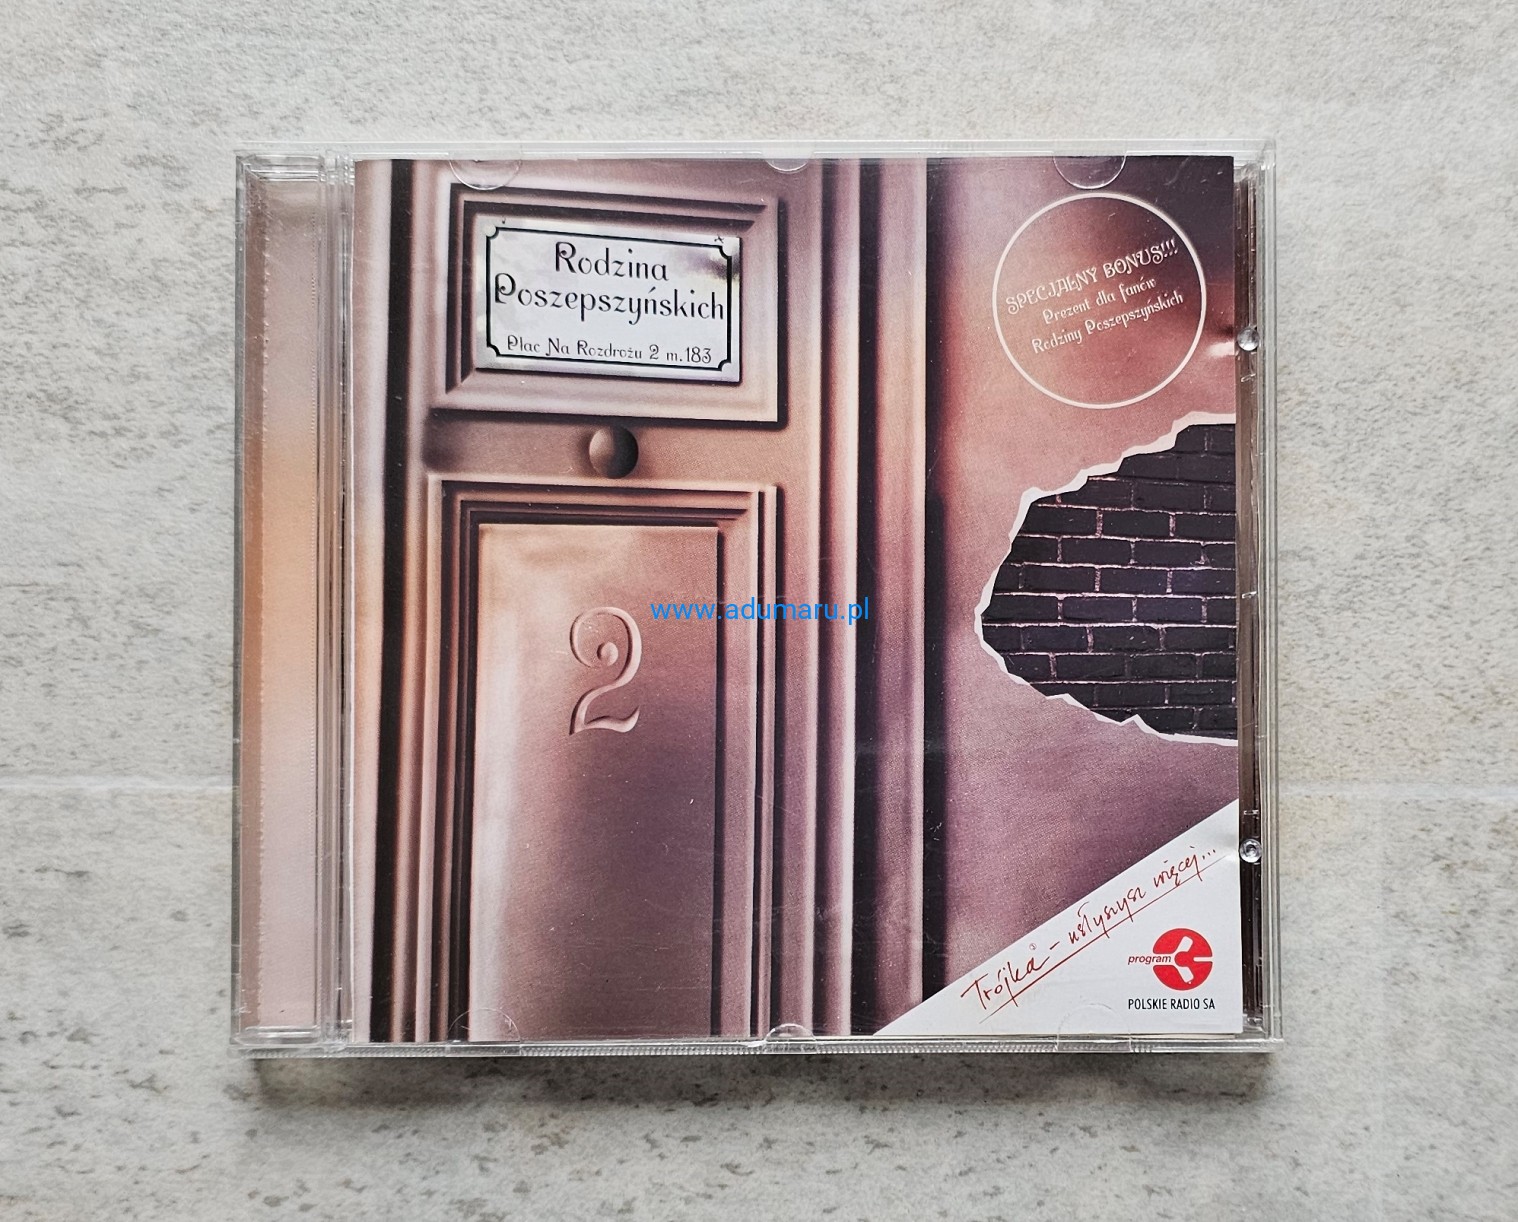 Rodzina
Poszepszyńskich
Plac Na Rozdrożu 2 m.183
SPECJALNY BONUS!!!
Prezent dla fanów
Rodziny Poszepszyńskich
www.adumaru.pl
2
Trójka - usłyszysz więcej...
program 3
POLSKIE RADIO SA